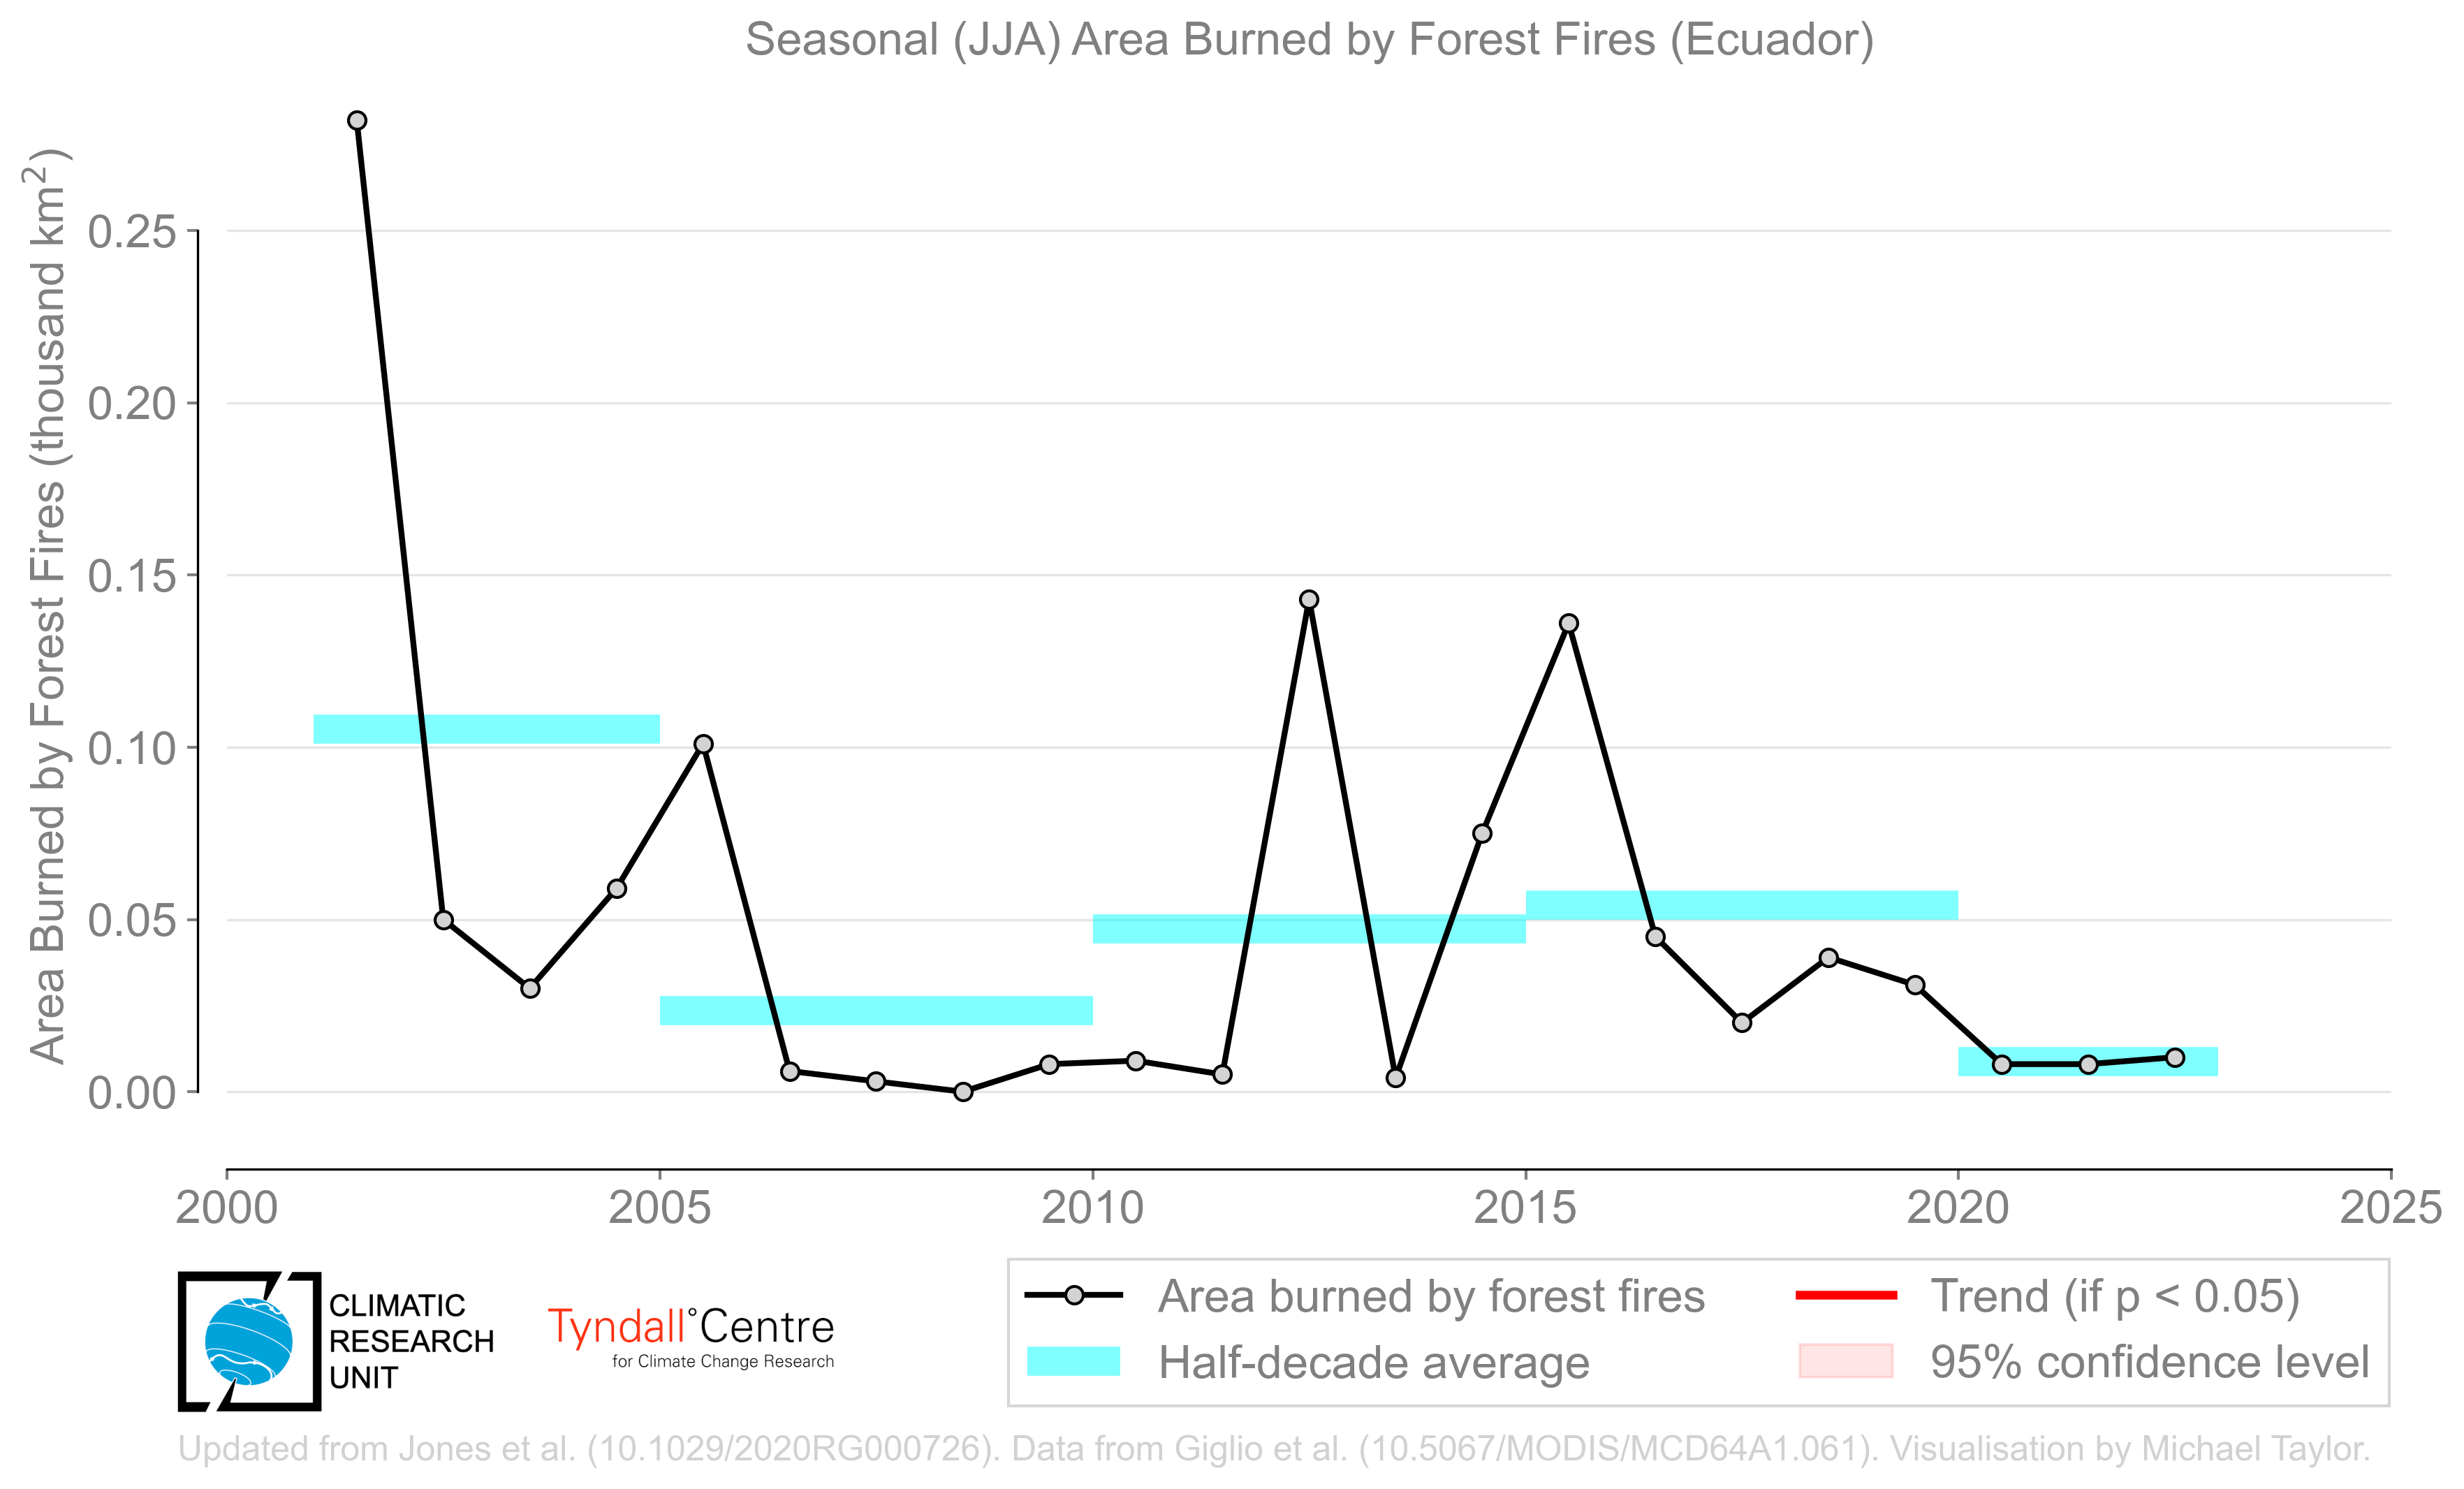 Seasonal (JJA) Area Burned by Forest Fires (Ecuador)
Area Burned by Forest Fires (thousand km²)
0.25
0.20
0.15
0.10
0.05
0.00
2000 2005 2010 2015 2020 2025
CLIMATIC
RESEARCH
UNIT
Tyndall°Centre
for Climate Change Research
Area burned by forest fires
Half-decade average
Trend (if p < 0.05)
95% confidence level
Updated from Jones et al. (10.1029/2020RG000726). Data from Giglio et al. (10.5067/MODIS/MCD64A1.061). Visualisation by Michael Taylor.